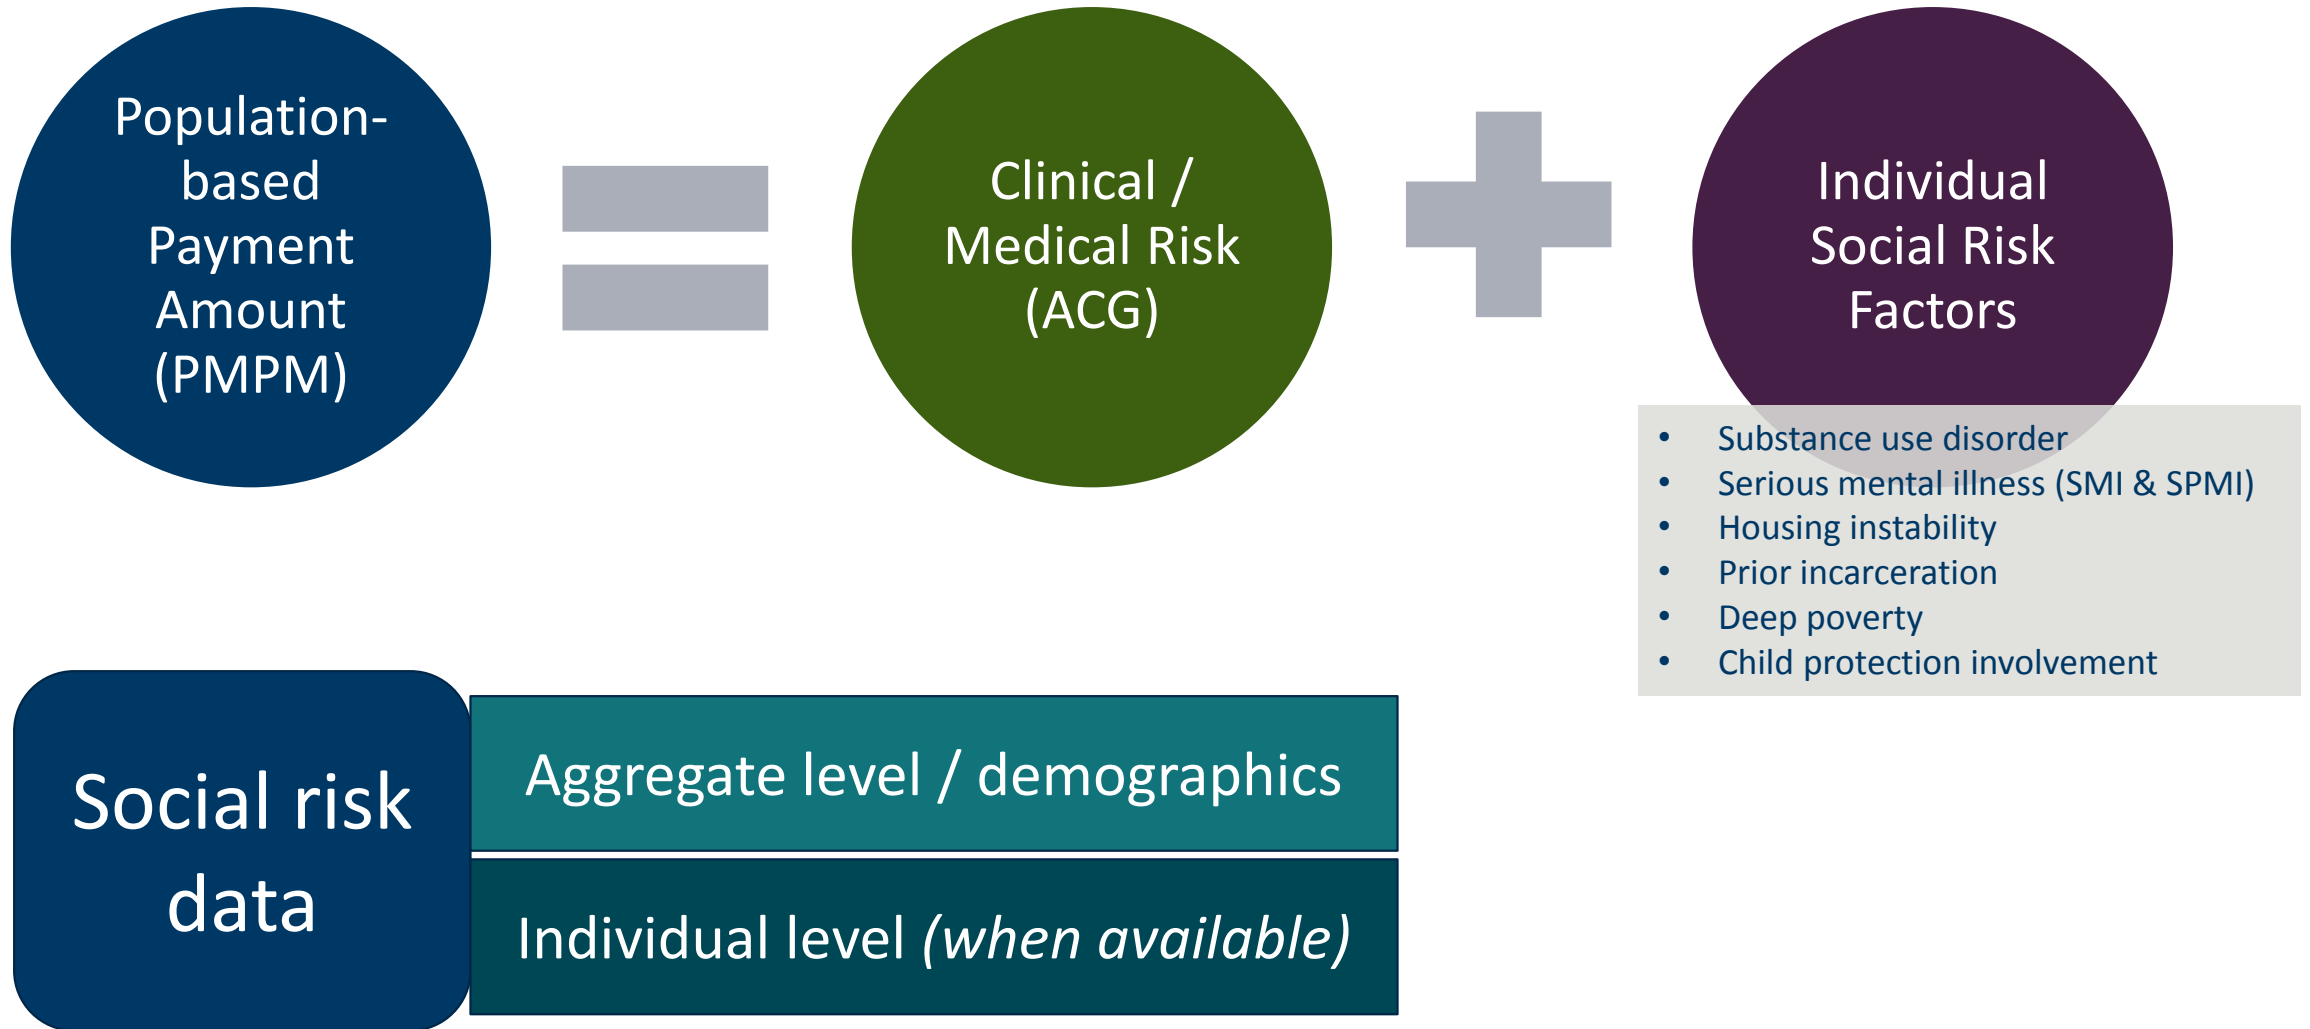 Population-
based
Payment
Amount
(PMPM)
Clinical /
Medical Risk
(ACG)
Individual
Social Risk
Factors
• Substance use disorder
• Serious mental illness (SMI & SPMI)
• Housing instability
• Prior incarceration
• Deep poverty
• Child protection involvement
Social risk
data
Aggregate level / demographics
Individual level (when available)